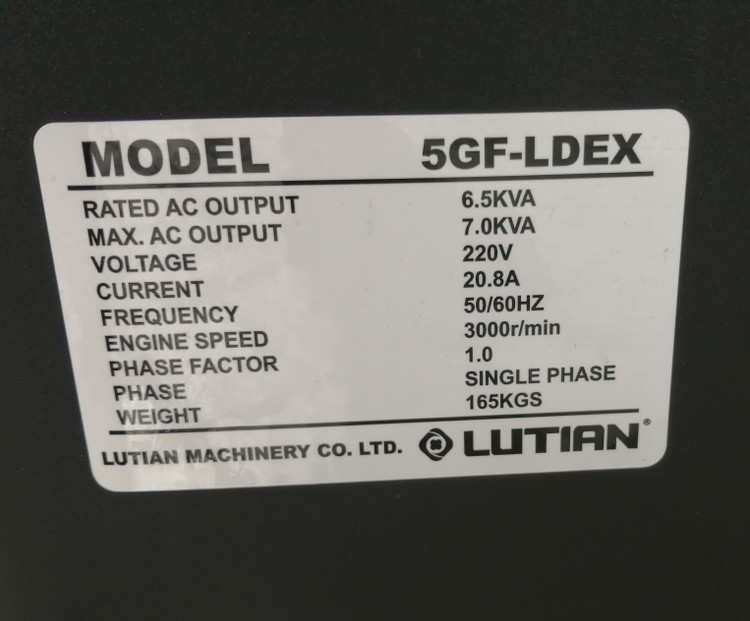 MODEL 5GF-LDEX
RATED AC OUTPUT 6.5KVA
MAX. AC OUTPUT 7.0KVA
VOLTAGE 220V
CURRENT 20.8A
FREQUENCY 50/60HZ
ENGINE SPEED 3000r/min
PHASE FACTOR 1.0
PHASE SINGLE PHASE
WEIGHT 165KGS
LUTIAN MACHINERY CO. LTD. LUTIAN®